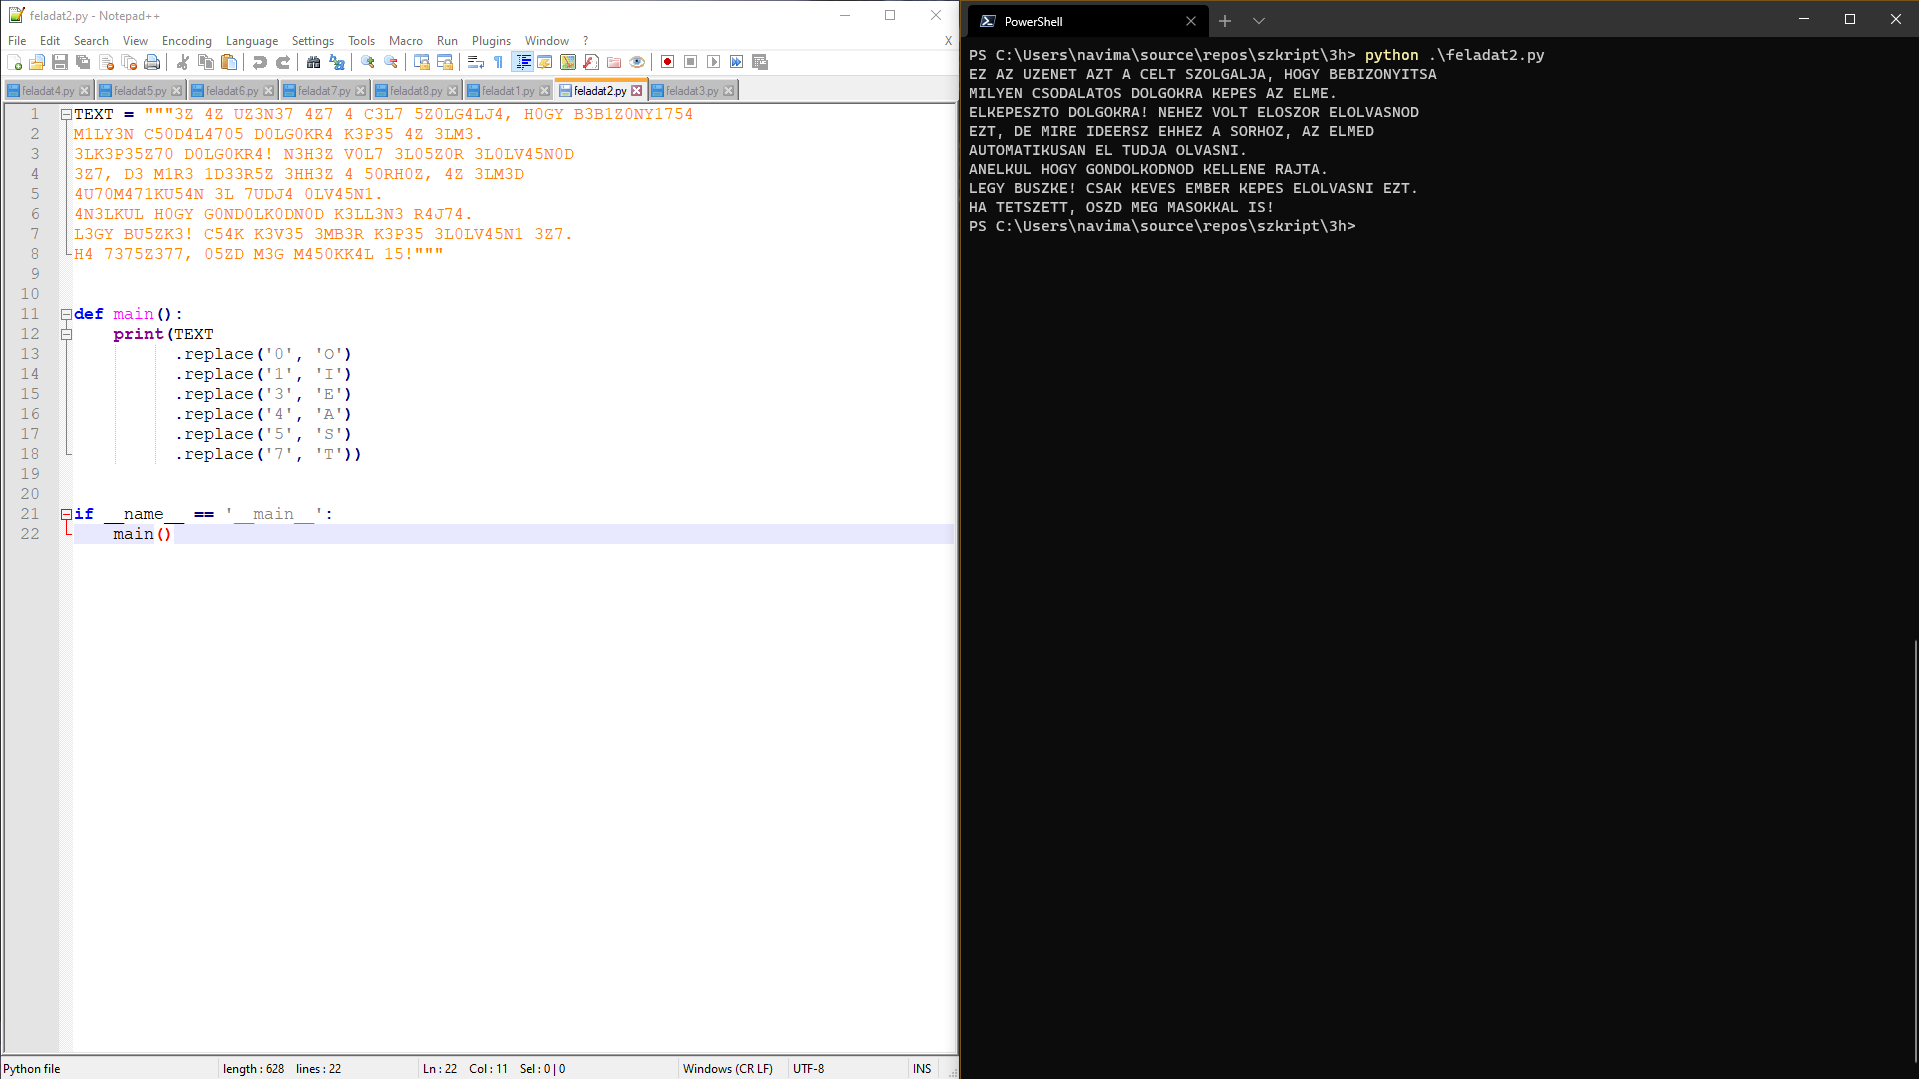 feladat2.py - Notepad++
File Edit Search View Encoding Language Settings Tools Macro Run Plugins Window ? X
feladat4.py feladat5.py feladat6.py feladat7.py feladat8.py feladat1.py feladat2.py feladat3.py
1 TEXT = """3Z 4Z UZ3N37 4Z7 4 C3L7 5Z0LG4LJ4, H0GY B3B1Z0NY1754
2 M1LY3N C50D4L4705 D0LG0KR4 K3P35 4Z 3LM3.
3 3LK3P35Z70 D0LG0KR4! N3H3Z V0L7 3L05Z0R 3L0LV45N0D
4 3Z7, D3 M1R3 1D33R5Z 3HH3Z 4 50RH0Z, 4Z 3LM3D
5 4U70M471KU54N 3L 7UDJ4 0LV45N1.
6 4N3LKUL H0GY G0ND0LK0DN0D K3LL3N3 R4J74.
7 L3GY BU5ZK3! C54K K3V35 3MB3R K3P35 3L0LV45N1 3Z7.
8 H4 7375Z377, 05ZD M3G M450KK4L 15!"""
9
10
11 def main():
12     print(TEXT
13           .replace('0', 'O')
14           .replace('1', 'I')
15           .replace('3', 'E')
16           .replace('4', 'A')
17           .replace('5', 'S')
18           .replace('7', 'T'))
19
20
21 if __name__ == '__main__':
22     main()
Python file length : 628 lines : 22 Ln : 22 Col : 11 Sel : 0 | 0 Windows (CR LF) UTF-8 INS
PowerShell
PS C:\Users\navima\source\repos\szkript\3h> python .\feladat2.py
EZ AZ UZENET AZT A CELT SZOLGALJA, HOGY BEBIZONYITSA
MILYEN CSODALATOS DOLGOKRA KEPES AZ ELME.
ELKEPESZTO DOLGOKRA! NEHEZ VOLT ELOSZOR ELOLVASNOD
EZT, DE MIRE IDEERSZ EHHEZ A SORHOZ, AZ ELMED
AUTOMATIKUSAN EL TUDJA OLVASNI.
ANELKUL HOGY GONDOLKODNOD KELLENE RAJTA.
LEGY BUSZKE! CSAK KEVES EMBER KEPES ELOLVASNI EZT.
HA TETSZETT, OSZD MEG MASOKKAL IS!
PS C:\Users\navima\source\repos\szkript\3h>